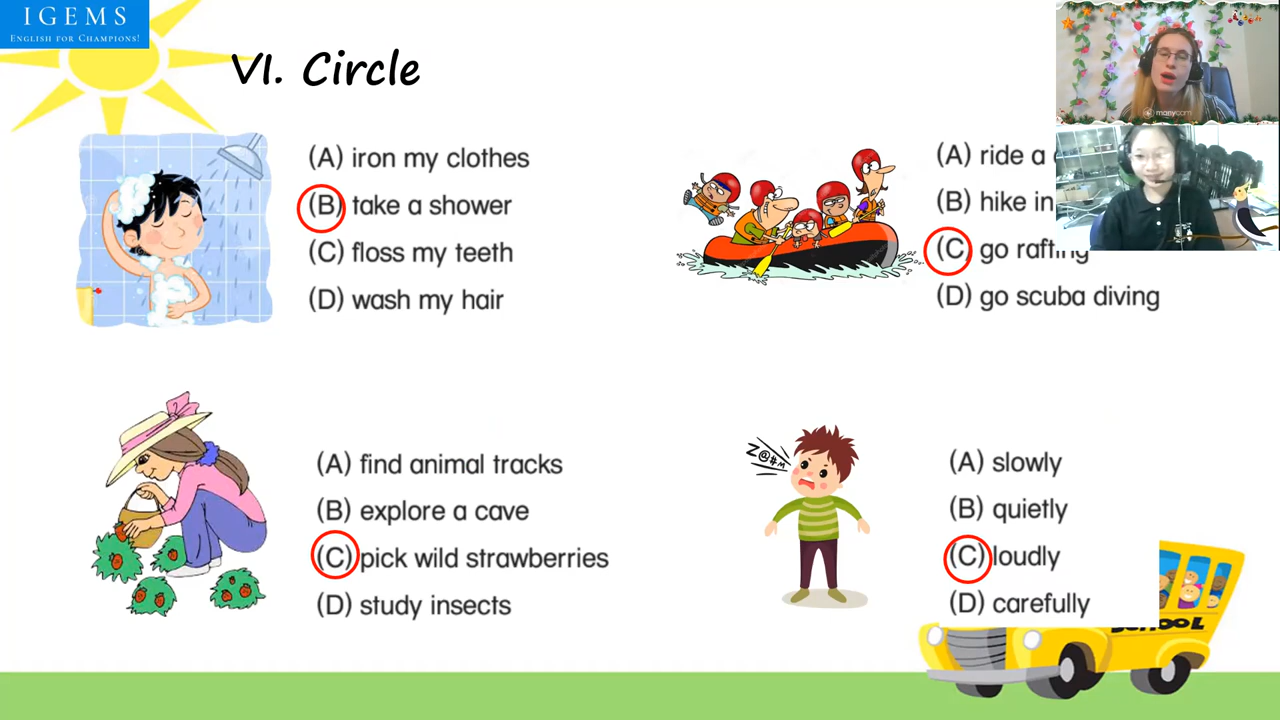 IGEMS
ENGLISH FOR CHAMPIONS!
VI. Circle
(A) iron my clothes
(B) take a shower
(C) floss my teeth
(D) wash my hair
(A) ride a
(B) hike in
(C) go rafting
(D) go scuba diving
manycam
(A) find animal tracks
(B) explore a cave
(C) pick wild strawberries
(D) study insects
Z@#m
(A) slowly
(B) quietly
(C) loudly
(D) carefully
SCHOOL